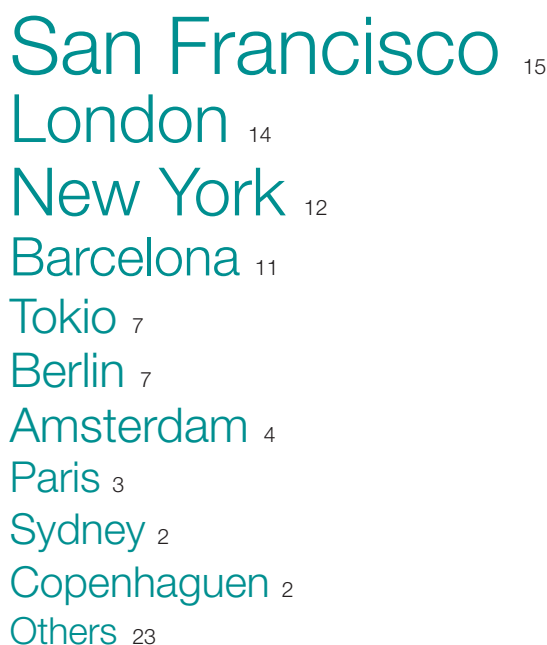 San Francisco 15
London 14
New York 12
Barcelona 11
Tokio 7
Berlin 7
Amsterdam 4
Paris 3
Sydney 2
Copenhaguen 2
Others 23